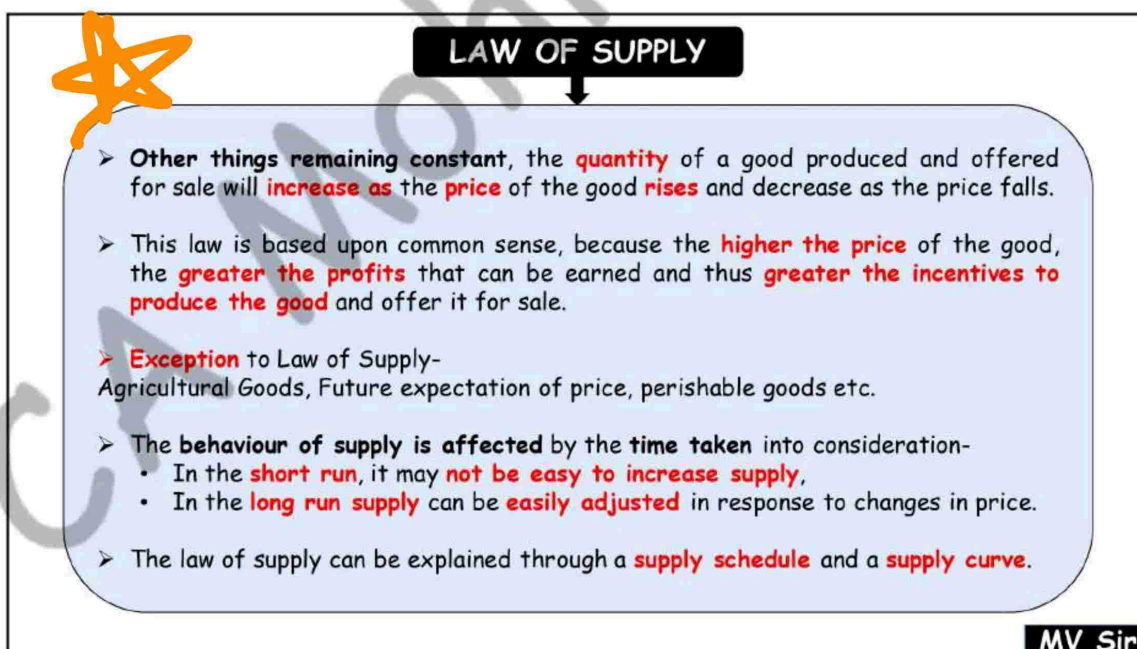 LAW OF SUPPLY
➢ Other things remaining constant, the quantity of a good produced and offered
for sale will increase as the price of the good rises and decrease as the price falls.
➢ This law is based upon common sense, because the higher the price of the good,
the greater the profits that can be earned and thus greater the incentives to
produce the good and offer it for sale.
➢ Exception to Law of Supply-
Agricultural Goods, Future expectation of price, perishable goods etc.
➢ The behaviour of supply is affected by the time taken into consideration-
• In the short run, it may not be easy to increase supply,
• In the long run supply can be easily adjusted in response to changes in price.
➢ The law of supply can be explained through a supply schedule and a supply curve.
MV Sir
CA Moh